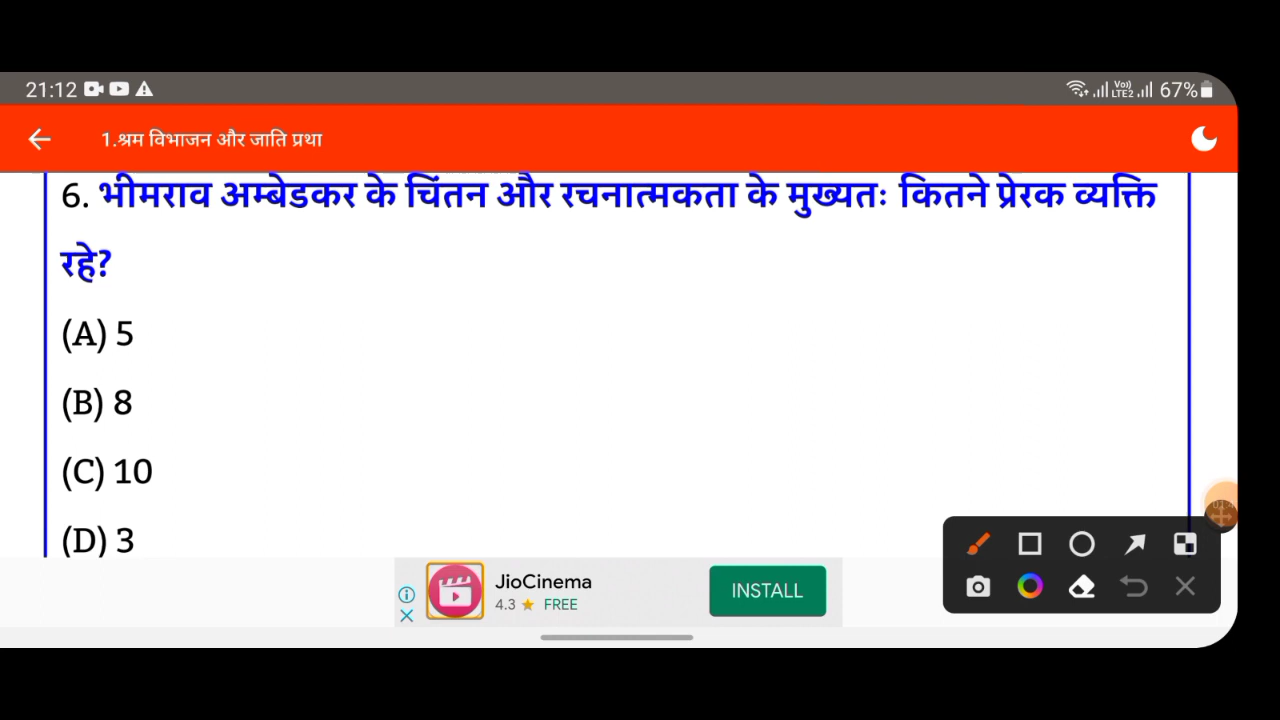 21:12
67%
1.श्रम विभाजन और जाति प्रथा
6. भीमराव अम्बेडकर के चिंतन और रचनात्मकता के मुख्यतः कितने प्रेरक व्यक्ति
रहे?
(A) 5
(B) 8
(C) 10
(D) 3
JioCinema
4.3 ★ FREE
INSTALL